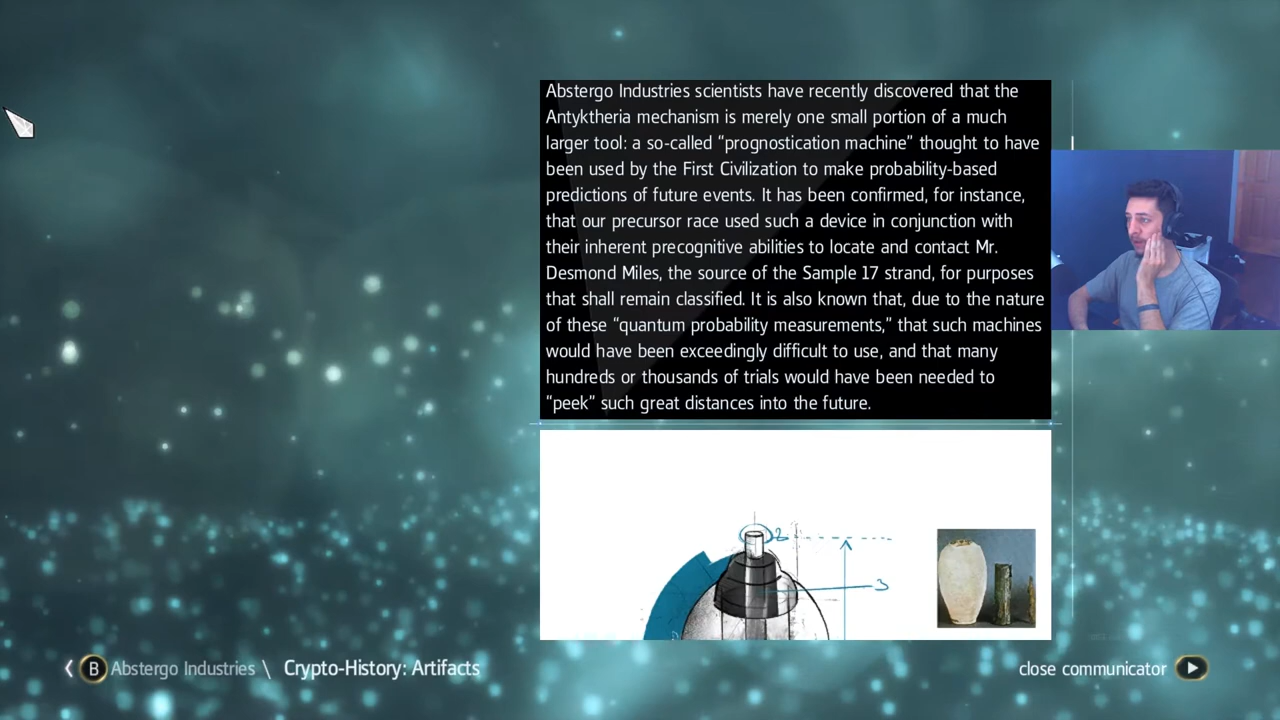 Abstergo Industries scientists have recently discovered that the
Antyktheria mechanism is merely one small portion of a much
larger tool: a so-called “prognostication machine” thought to have
been used by the First Civilization to make probability-based
predictions of future events. It has been confirmed, for instance,
that our precursor race used such a device in conjunction with
their inherent precognitive abilities to locate and contact Mr.
Desmond Miles, the source of the Sample 17 strand, for purposes
that shall remain classified. It is also known that, due to the nature
of these “quantum probability measurements,” that such machines
would have been exceedingly difficult to use, and that many
hundreds or thousands of trials would have been needed to
“peek” such great distances into the future.
2
3
B Abstergo Industries \ Crypto-History: Artifacts
close communicator